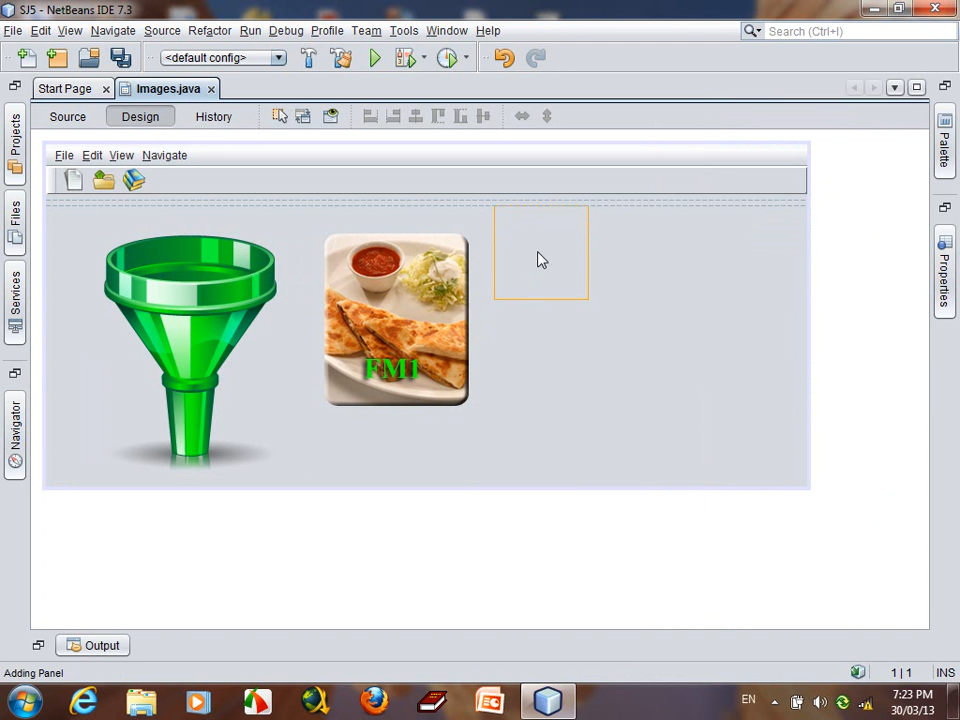 SJ5 - NetBeans IDE 7.3
File Edit View Navigate Source Refactor Run Debug Profile Team Tools Window Help
Search (Ctrl+I)
<default config>
Start Page Images.java
Source Design History
Projects
Files
Services
Navigator
File Edit View Navigate
FM1
Palette
Properties
Output
Adding Panel
1 | 1 INS
EN
7:23 PM
30/03/13